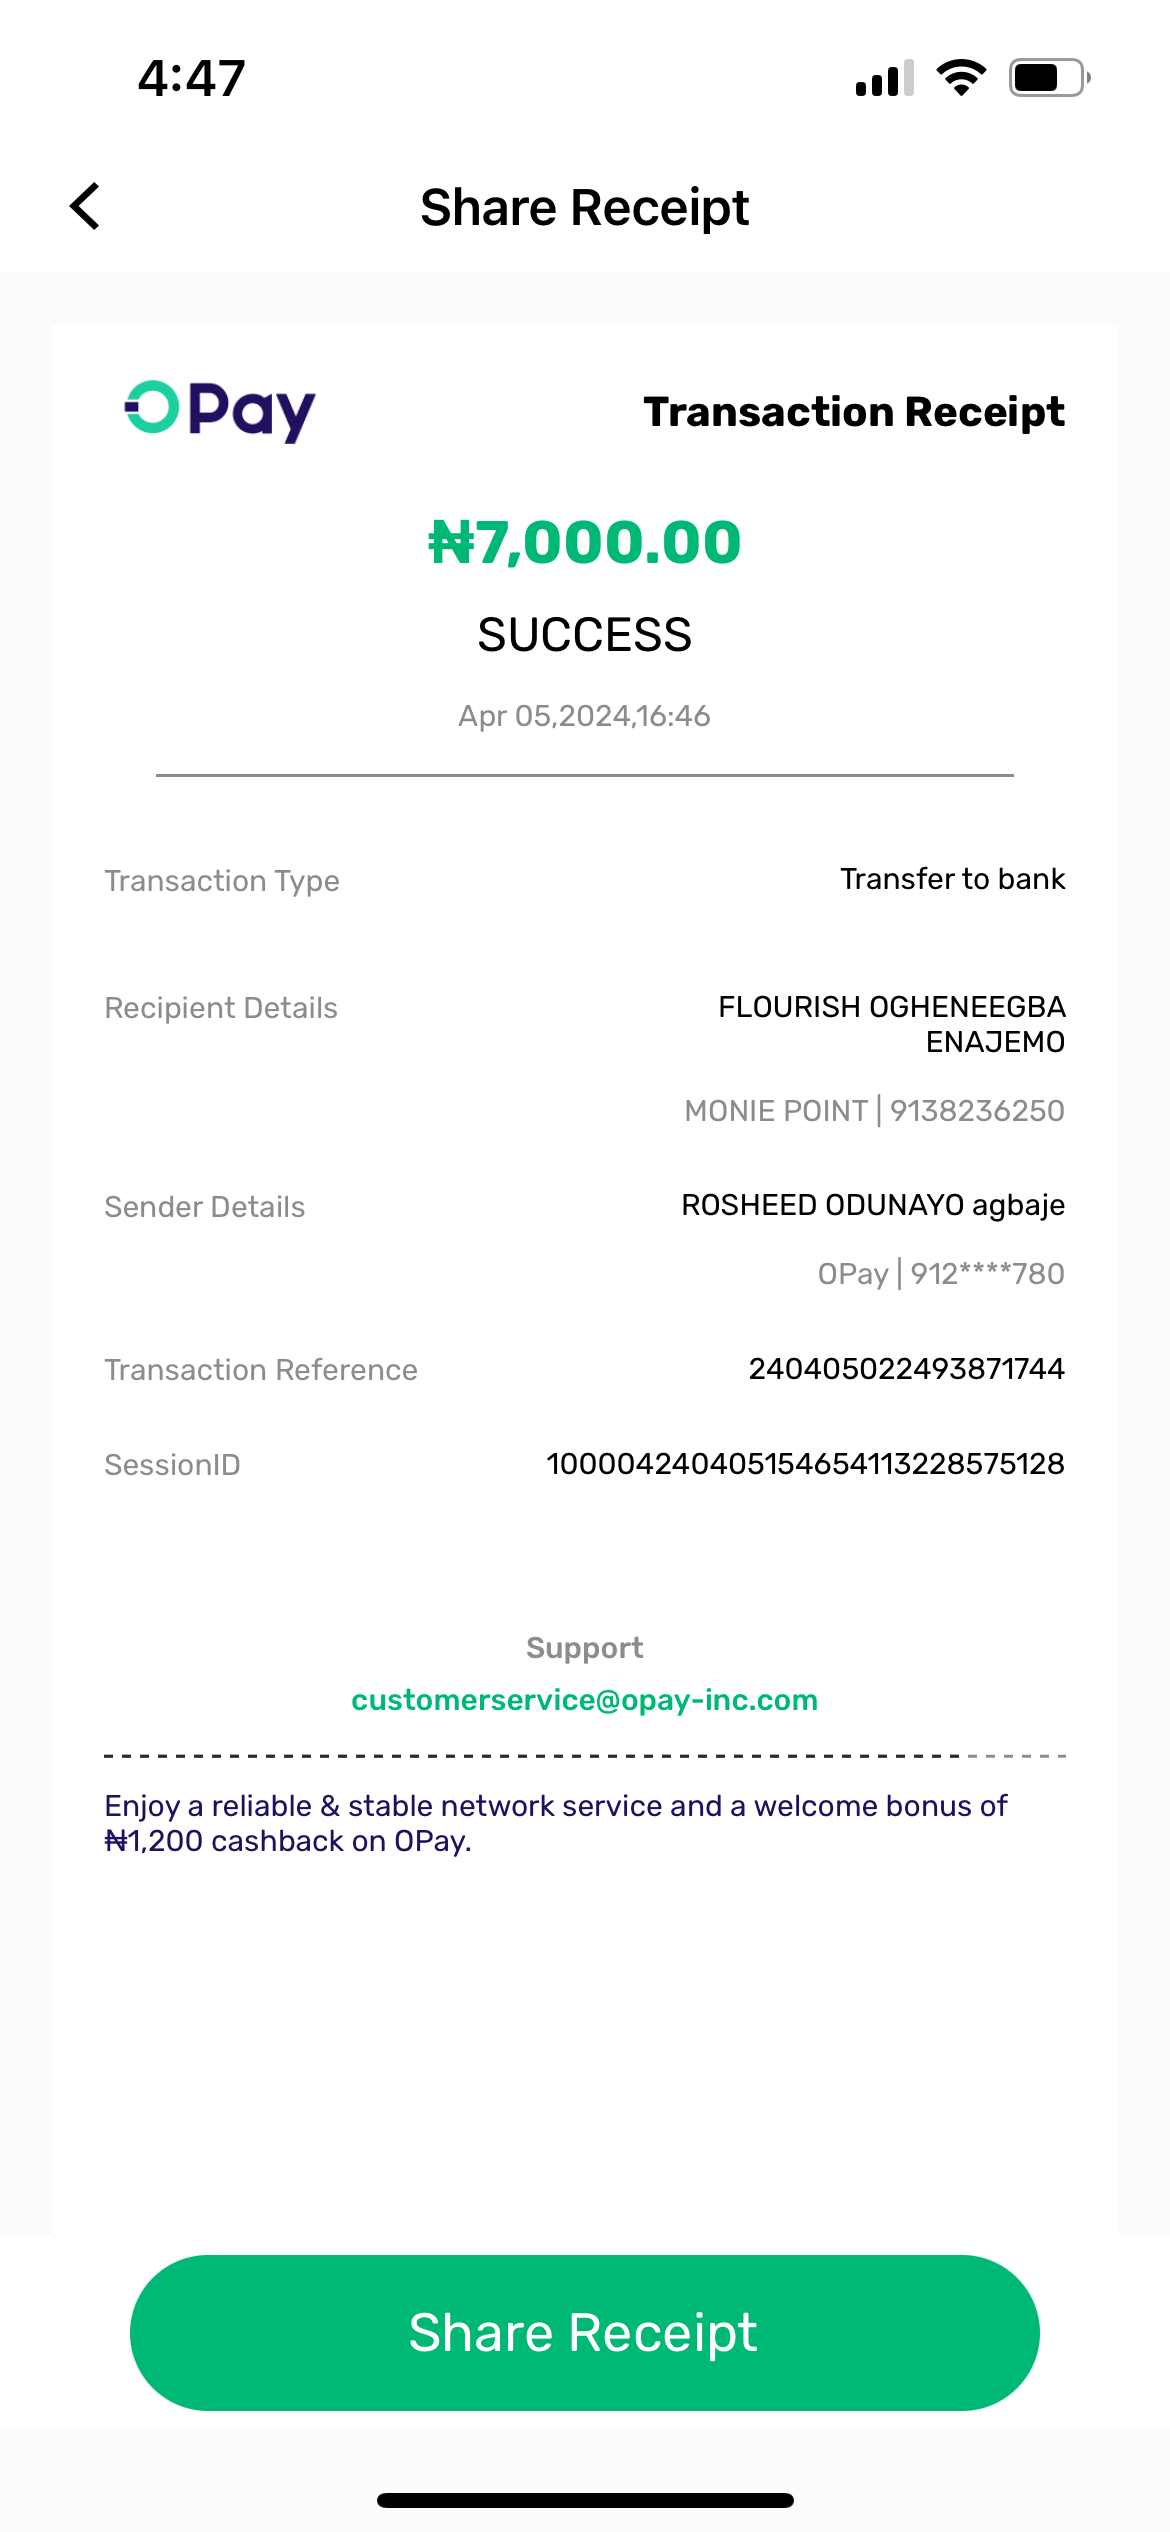 4:47
Share Receipt
OPay
Transaction Receipt
₦7,000.00
SUCCESS
Apr 05,2024,16:46
Transaction Type
Transfer to bank
Recipient Details
FLOURISH OGHENEEGBA
ENAJEMO
MONIE POINT | 9138236250
Sender Details
ROSHEED ODUNAYO agbaje
OPay | 912****780
Transaction Reference
240405022493871744
SessionID
100004240405154654113228575128
Support
customerservice@opay-inc.com
Enjoy a reliable & stable network service and a welcome bonus of
₦1,200 cashback on OPay.
Share Receipt